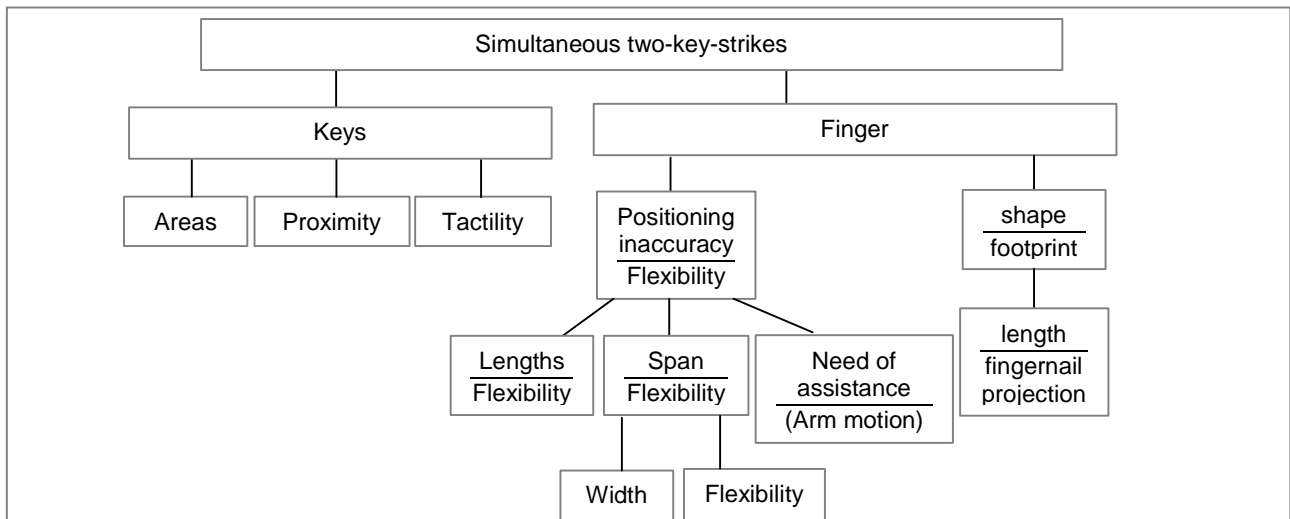 Simultaneous two-key-strikes
Keys
Finger
Areas
Proximity
Tactility
Positioning
inaccuracy
Flexibility
shape
footprint
Lengths
Flexibility
Span
Flexibility
Need of
assistance
(Arm motion)
length
fingernail
projection
Width
Flexibility